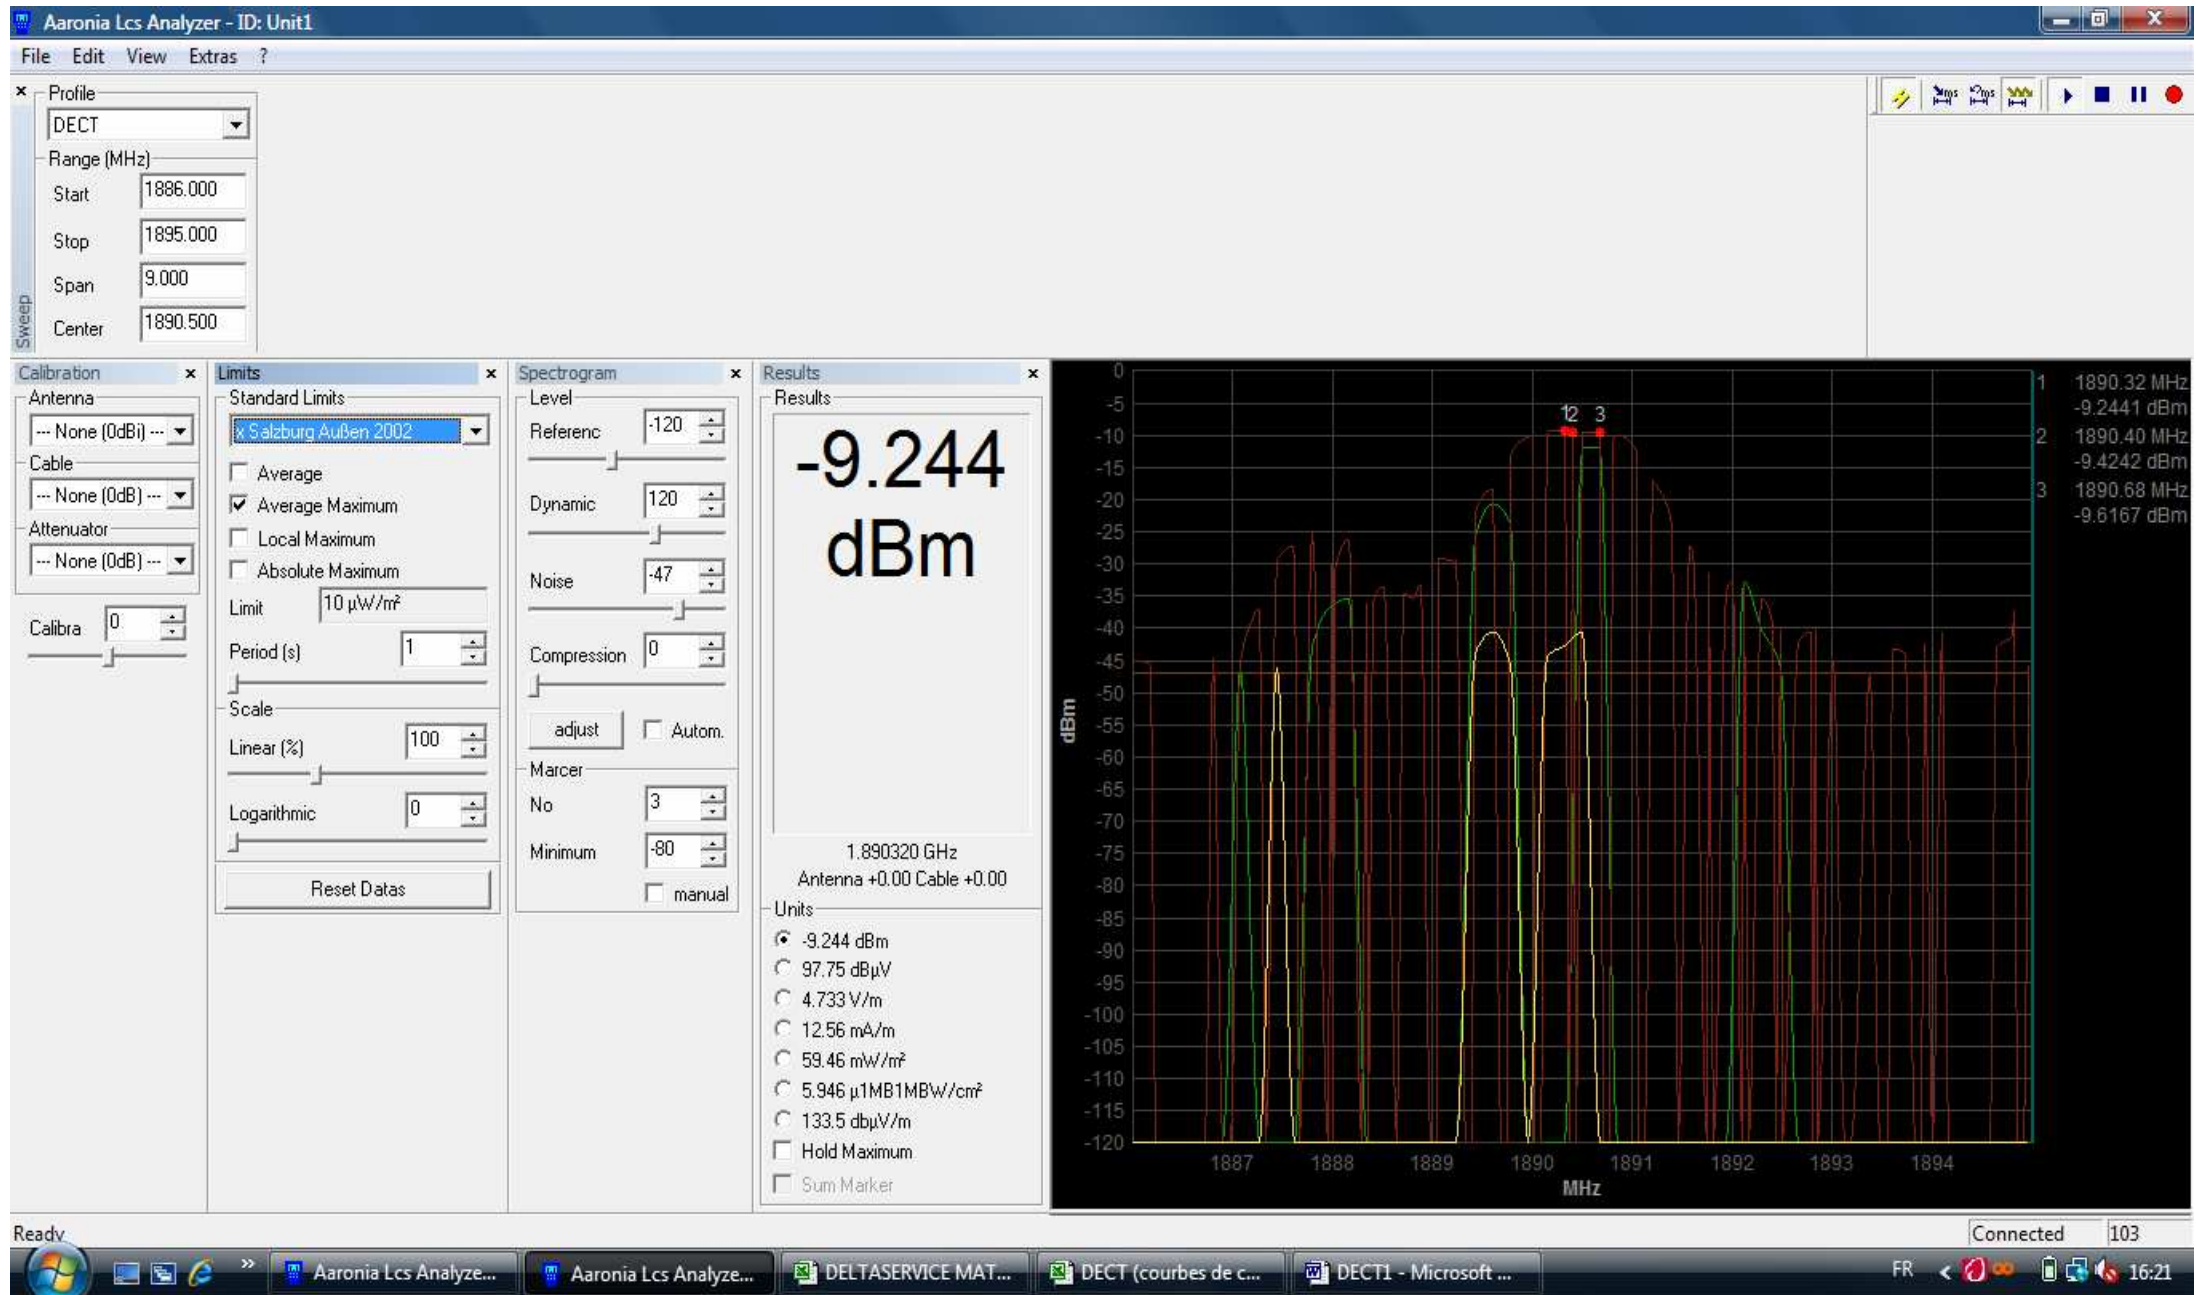 Aaronia Lcs Analyzer - ID: Unit1
File Edit View Extras ?
Profile
DECT
Range (MHz)
Start 1886.000
Stop 1895.000
Span 9.000
Center 1890.500
Sweep
Calibration
Antenna
--- None (0dBi) ---
Cable
--- None (0dB) ---
Attenuator
--- None (0dB) ---
Calibra 0
Limits
Standard Limits
x Salzburg Außen 2002
Average
Average Maximum
Local Maximum
Absolute Maximum
Limit 10 µW/m²
Period (s) 1
Scale
Linear (%) 100
Logarithmic 0
Reset Datas
Spectrogram
Level
Referenc -120
Dynamic 120
Noise -47
Compression 0
adjust Autom.
Marcer
No 3
Minimum -80
manual
Results
Results
-9.244
dBm
1.890320 GHz
Antenna +0.00 Cable +0.00
Units
-9.244 dBm
97.75 dBµV
4.733 V/m
12.56 mA/m
59.46 mW/m²
5.946 µ1MB1MBW/cm²
133.5 dbµV/m
Hold Maximum
Sum Marker
0
-5
-10
-15
-20
-25
-30
-35
-40
-45
-50
-55
-60
-65
-70
-75
-80
-85
-90
-95
-100
-105
-110
-115
-120
dBm
12 3
1887 1888 1889 1890 1891 1892 1893 1894
MHz
1 1890.32 MHz
-9.2441 dBm
2 1890.40 MHz
-9.4242 dBm
3 1890.68 MHz
-9.6167 dBm
Ready
Connected 103
» Aaronia Lcs Analyze... Aaronia Lcs Analyze... DELTASERVICE MAT... DECT (courbes de c... DECT1 - Microsoft ... FR < 16:21